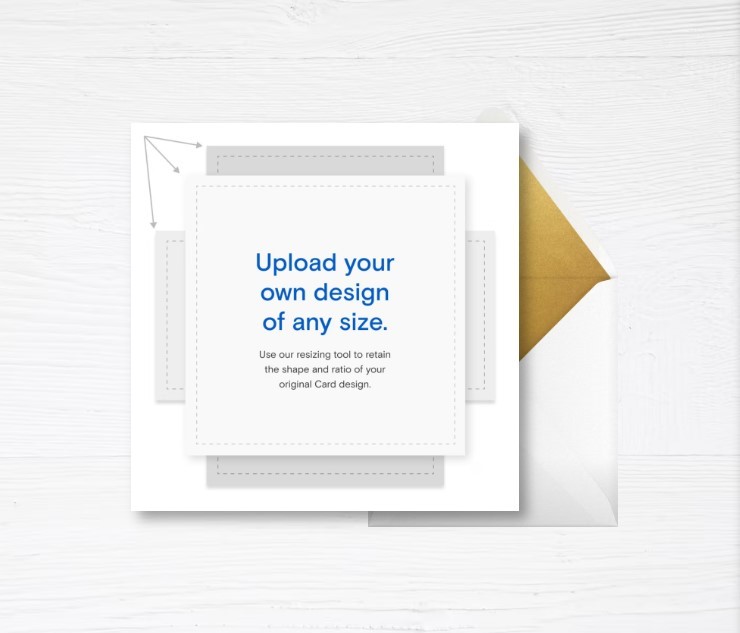 Upload your
own design
of any size.
Use our resizing tool to retain
the shape and ratio of your
original Card design.